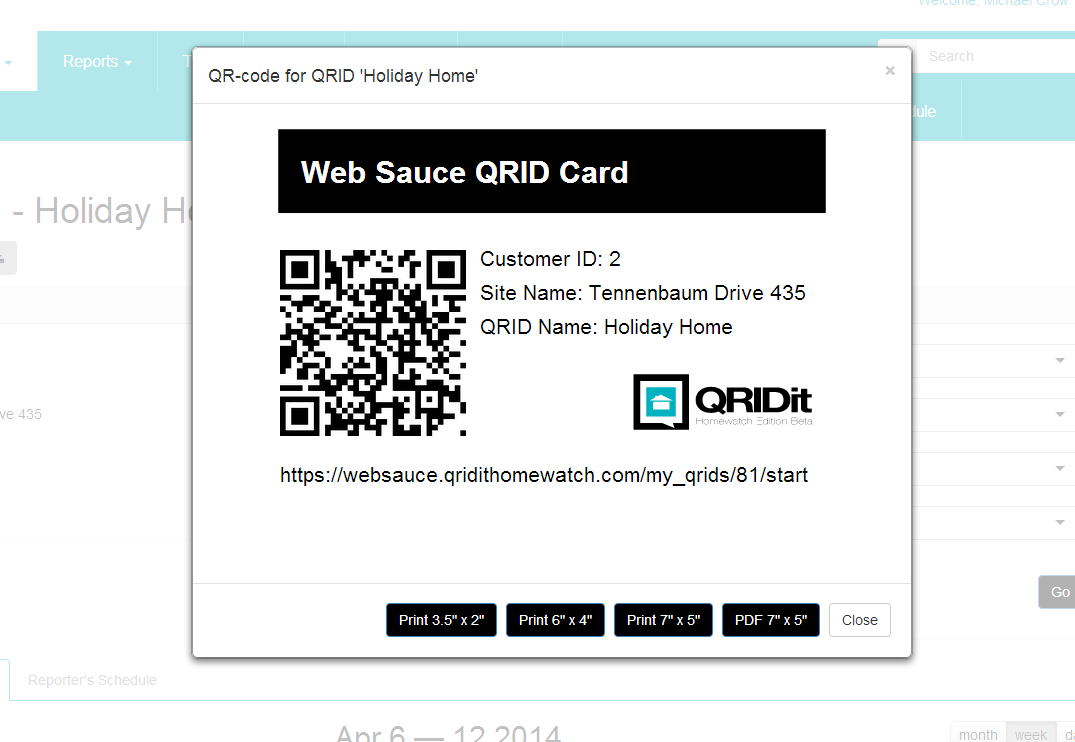 Welcome, Michael Crow
Reports
Search
dule
QR-code for QRID 'Holiday Home'
×
- Holiday Ho
Web Sauce QRID Card
Customer ID: 2
Site Name: Tennenbaum Drive 435
QRID Name: Holiday Home
QRIDit
Homewatch Edition Beta
ve 435
https://websauce.qridithomewatch.com/my_qrids/81/start
Go
Print 3.5" x 2"
Print 6" x 4"
Print 7" x 5"
PDF 7" x 5"
Close
Reporter's Schedule
Apr 6 — 12 2014
month
week